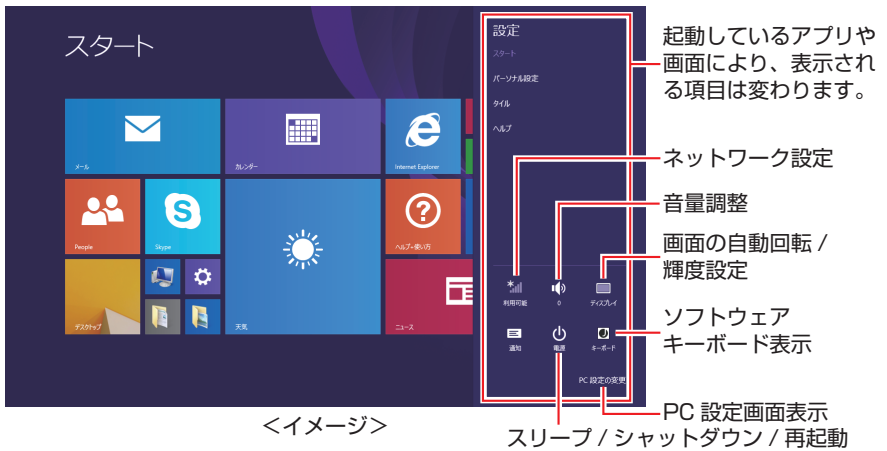 スタート
メール
カレンダー
Internet Explorer
People
Skype
ヘルプ+使い方
デスクトップ
天気
ニュース
設定
スタート
パーソナル設定
タイル
ヘルプ
利用可能
0
ディスプレイ
通知
電源
キーボード
PC 設定の変更
起動しているアプリや
画面により、表示され
る項目は変わります。
ネットワーク設定
音量調整
画面の自動回転 /
輝度設定
ソフトウェア
キーボード表示
PC 設定画面表示
スリープ / シャットダウン / 再起動
＜イメージ＞